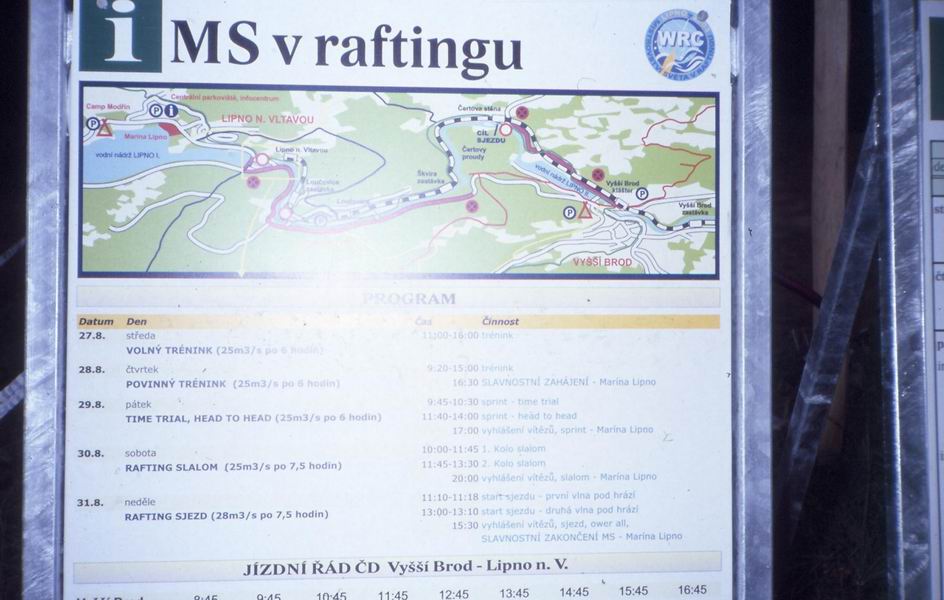 i MS v raftingu
WRC
Camp Modřín
Centrální parkoviště, infocentrum
P i
P
Marina Lipno
LIPNO N. VLTAVOU
vodní nádrž LIPNO I.
Lipno n. Vltavou
Loučovice
zastávka
Čertova stěna
CÍL /
SJEZDU
Čertovy
proudy
Škvíra
zastávka
vodní nádrž LIPNO II.
Vyšší Brod
klášter
P
P
Vyšší Brod
zastávka
VYŠŠÍ BROD
PROGRAM
Datum Den Čas Činnost
27.8. středa 11:00-16:00 trénink
VOLNÝ TRÉNINK (25m3/s po 6 hodin)
28.8. čtvrtek 9:20-15:00 trénink
POVINNÝ TRÉNINK (25m3/s po 6 hodin) 16:30 SLAVNOSTNÍ ZAHÁJENÍ - Marina Lipno
29.8. pátek 9:45-10:30 sprint - time trial
TIME TRIAL, HEAD TO HEAD (25m3/s po 6 hodin) 11:40-14:00 sprint - head to head
17:00 vyhlášení vítězů, sprint - Marina Lipno
30.8. sobota 10:00-11:45 1. Kolo slalom
RAFTING SLALOM (25m3/s po 7,5 hodin) 11:45-13:30 2. Kolo slalom
20:00 vyhlášení vítězů, slalom - Marina Lipno
31.8. neděle 11:10-11:18 start sjezdu - první vlna pod hrází
RAFTING SJEZD (28m3/s po 7,5 hodin) 13:00-13:10 start sjezdu - druhá vlna pod hrází
15:30 vyhlášení vítězů, sjezd, ower all,
SLAVNOSTNÍ ZAKONČENÍ MS - Marina Lipno
JÍZDNÍ ŘÁD ČD Vyšší Brod - Lipno n. V.
8:45 9:45 10:45 11:45 12:45 13:45 14:45 15:45 16:45